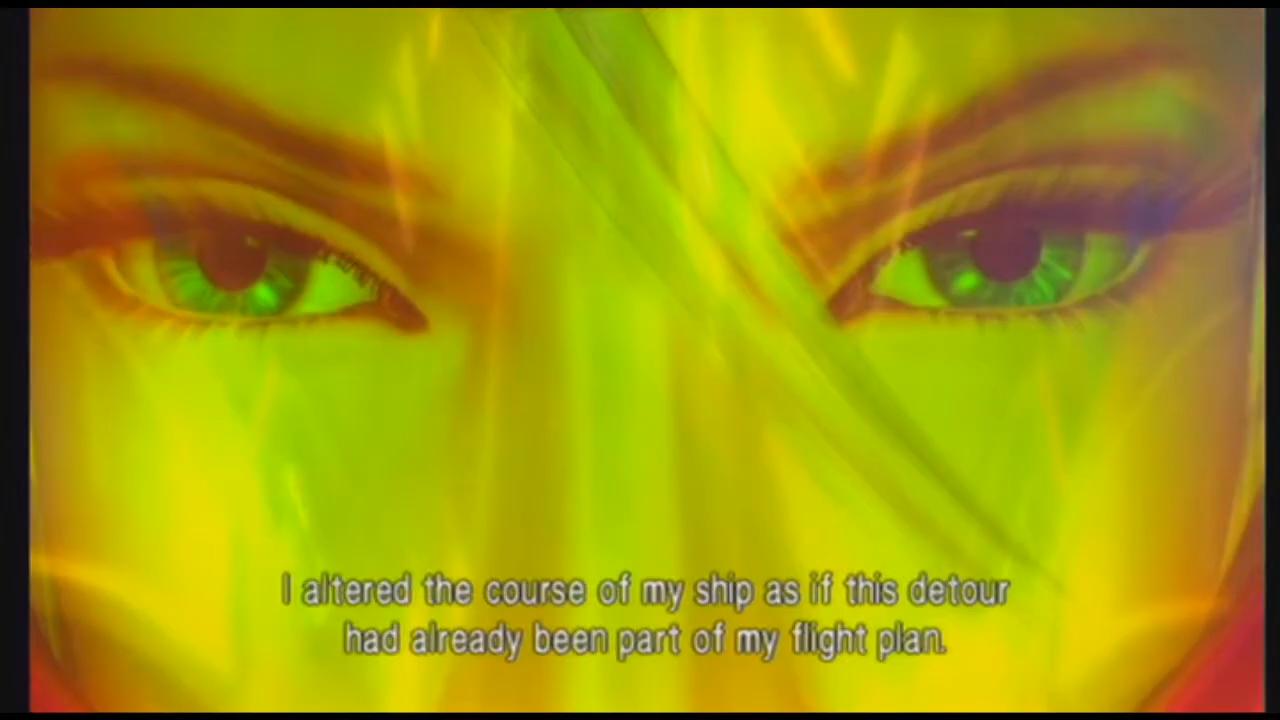 I altered the course of my ship as if this detour
had already been part of my flight plan.